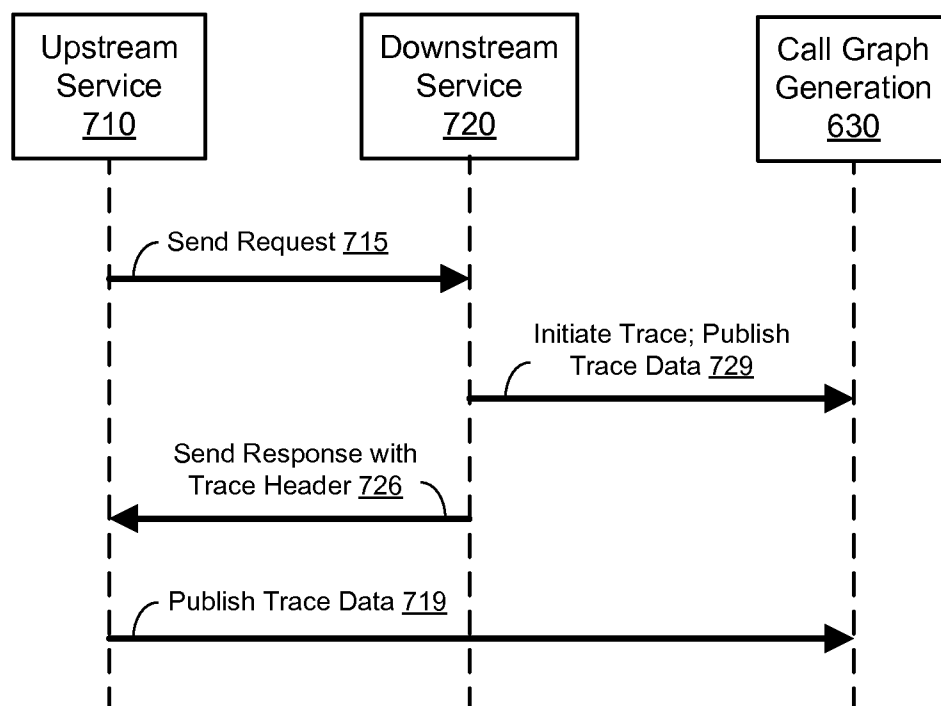 Upstream
Service
710
Downstream
Service
720
Call Graph
Generation
630
Send Request 715
Initiate Trace; Publish
Trace Data 729
Send Response with
Trace Header 726
Publish Trace Data 719